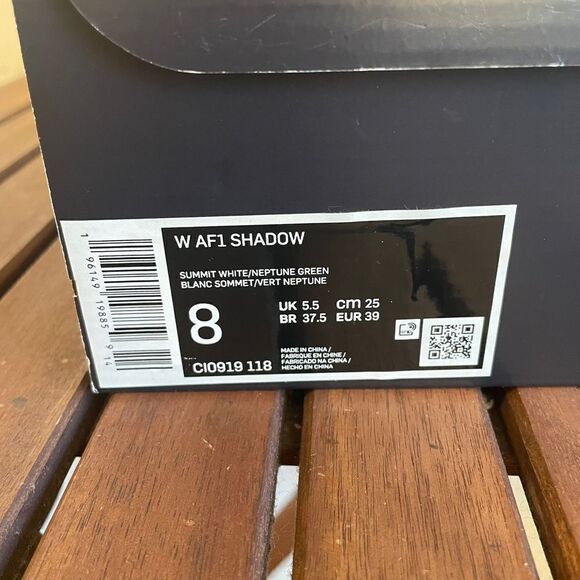 W AF1 SHADOW
SUMMIT WHITE/NEPTUNE GREEN
BLANC SOMMET/VERT NEPTUNE
8
UK 5.5 cm 25
BR 37.5 EUR 39
MADE IN CHINA /
FABRIQUE EN CHINE /
FABRICADO NA CHINA /
HECHO EN CHINA
CI0919 118
1 96149 19885 9 14